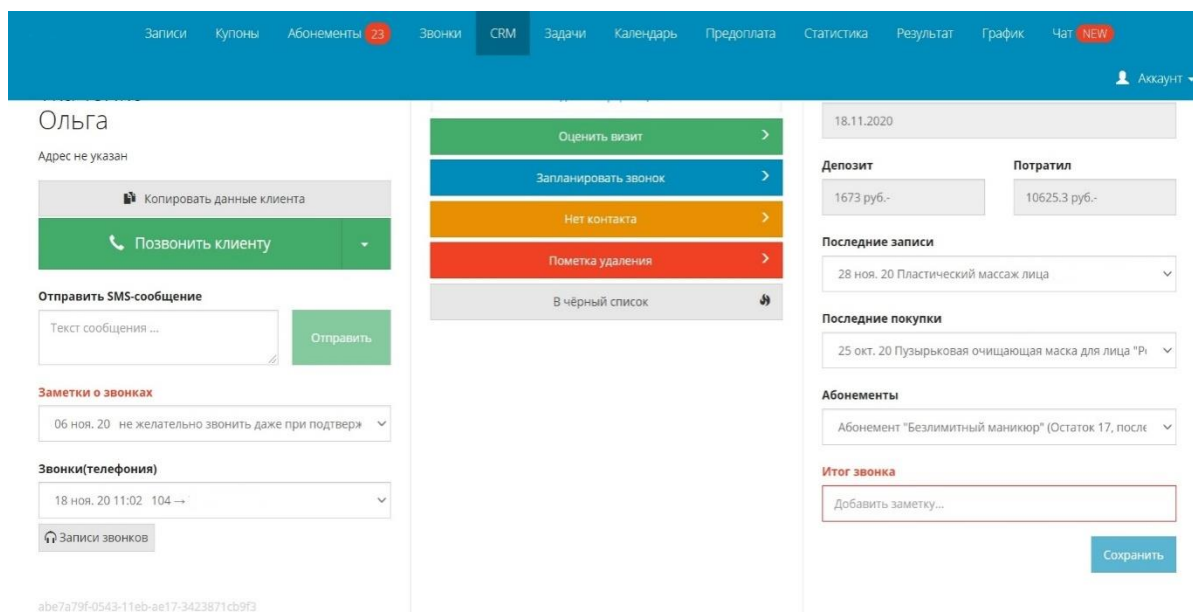 Записи Купоны Абонементы 23 Звонки CRM Задачи Календарь Предоплата Статистика Результат График Чат NEW
Аккаунт
Ольга
Адрес не указан
Копировать данные клиента
Позвонить клиенту
Отправить SMS-сообщение
Текст сообщения ...
Отправить
Заметки о звонках
06 ноя. 20 не желательно звонить даже при подтверж
Звонки(телефония)
18 ноя. 20 11:02 104 →
Записи звонков
abe7a79f-0543-11eb-ae17-3423871cb9f3
Оценить визит
Запланировать звонок
Нет контакта
Пометка удаления
В чёрный список
18.11.2020
Депозит Потратил
1673 руб.- 10625.3 руб.-
Последние записи
28 ноя. 20 Пластический массаж лица
Последние покупки
25 окт. 20 Пузырьковая очищающая маска для лица "Р
Абонементы
Абонемент "Безлимитный маникюр" (Остаток 17, после
Итог звонка
Добавить заметку...
Сохранить